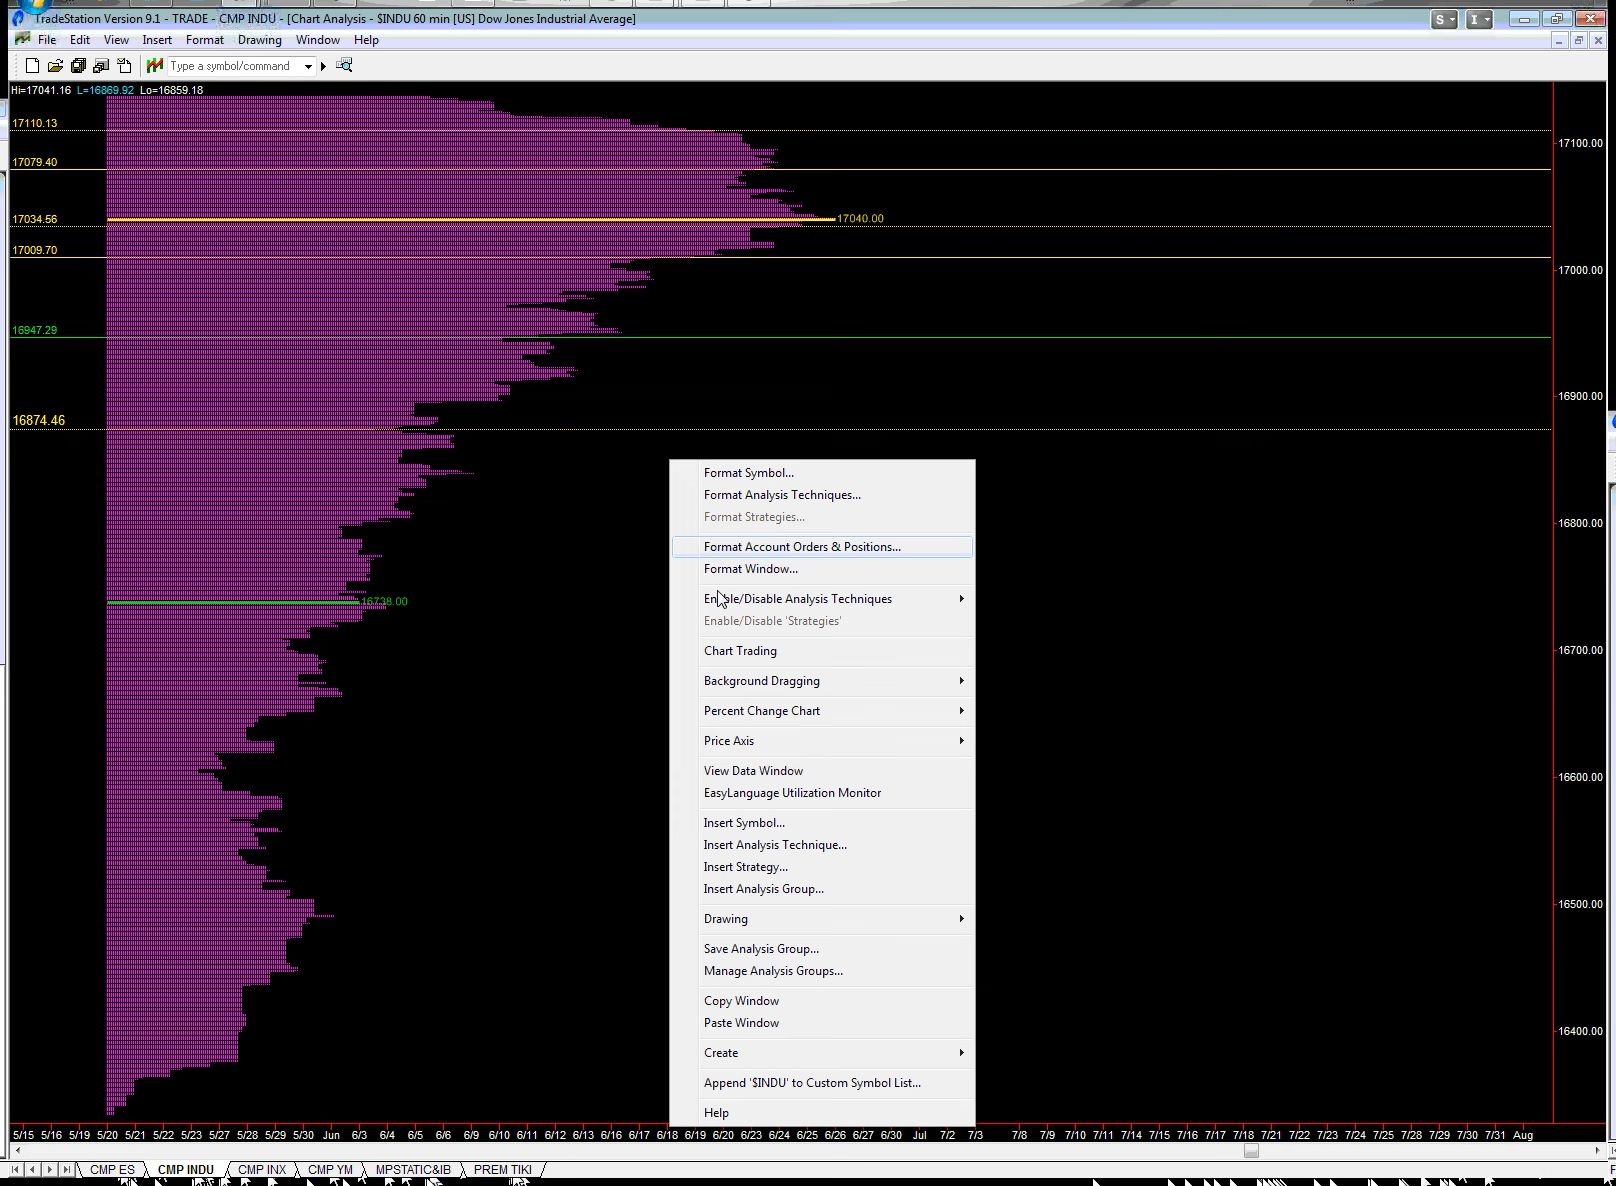 TradeStation Version 9.1 - TRADE - CMP INDU - [Chart Analysis - $INDU 60 min [US] Dow Jones Industrial Average]
S I
File Edit View Insert Format Drawing Window Help
Type a symbol/command
Hi=17041.16 L=16869.92 Lo=16859.18
17110.13
17100.00
17079.40
17034.56
17040.00
17009.70
17000.00
16947.29
16900.00
16874.46
16800.00
16738.00
16700.00
16600.00
16500.00
16400.00
Format Symbol...
Format Analysis Techniques...
Format Strategies...
Format Account Orders & Positions...
Format Window...
Enable/Disable Analysis Techniques
Enable/Disable 'Strategies'
Chart Trading
Background Dragging
Percent Change Chart
Price Axis
View Data Window
EasyLanguage Utilization Monitor
Insert Symbol...
Insert Analysis Technique...
Insert Strategy...
Insert Analysis Group...
Drawing
Save Analysis Group...
Manage Analysis Groups...
Copy Window
Paste Window
Create
Append '$INDU' to Custom Symbol List...
Help
5/15 5/16 5/19 5/20 5/21 5/22 5/23 5/27 5/28 5/29 5/30 Jun 6/3 6/4 6/5 6/6 6/9 6/10 6/11 6/12 6/13 6/16 6/17 6/18 6/19 6/20 6/23 6/24 6/25 6/26 6/27 6/30 Jul 7/2 7/3 7/8 7/9 7/10 7/11 7/14 7/15 7/16 7/17 7/18 7/21 7/22 7/23 7/24 7/25 7/28 7/29 7/30 7/31 Aug
CMP ES CMP INDU CMP INX CMP YM MPSTATIC&IB PREM TIKI